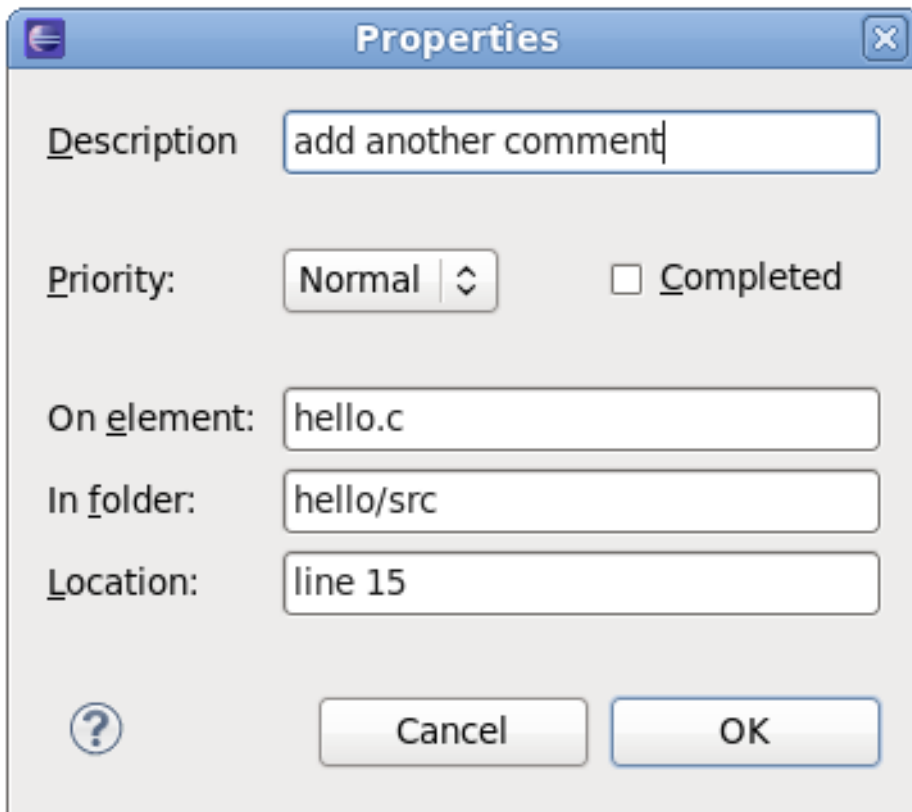 Properties
Description add another comment
Priority: Normal Completed
On element: hello.c
In folder: hello/src
Location: line 15
? Cancel OK